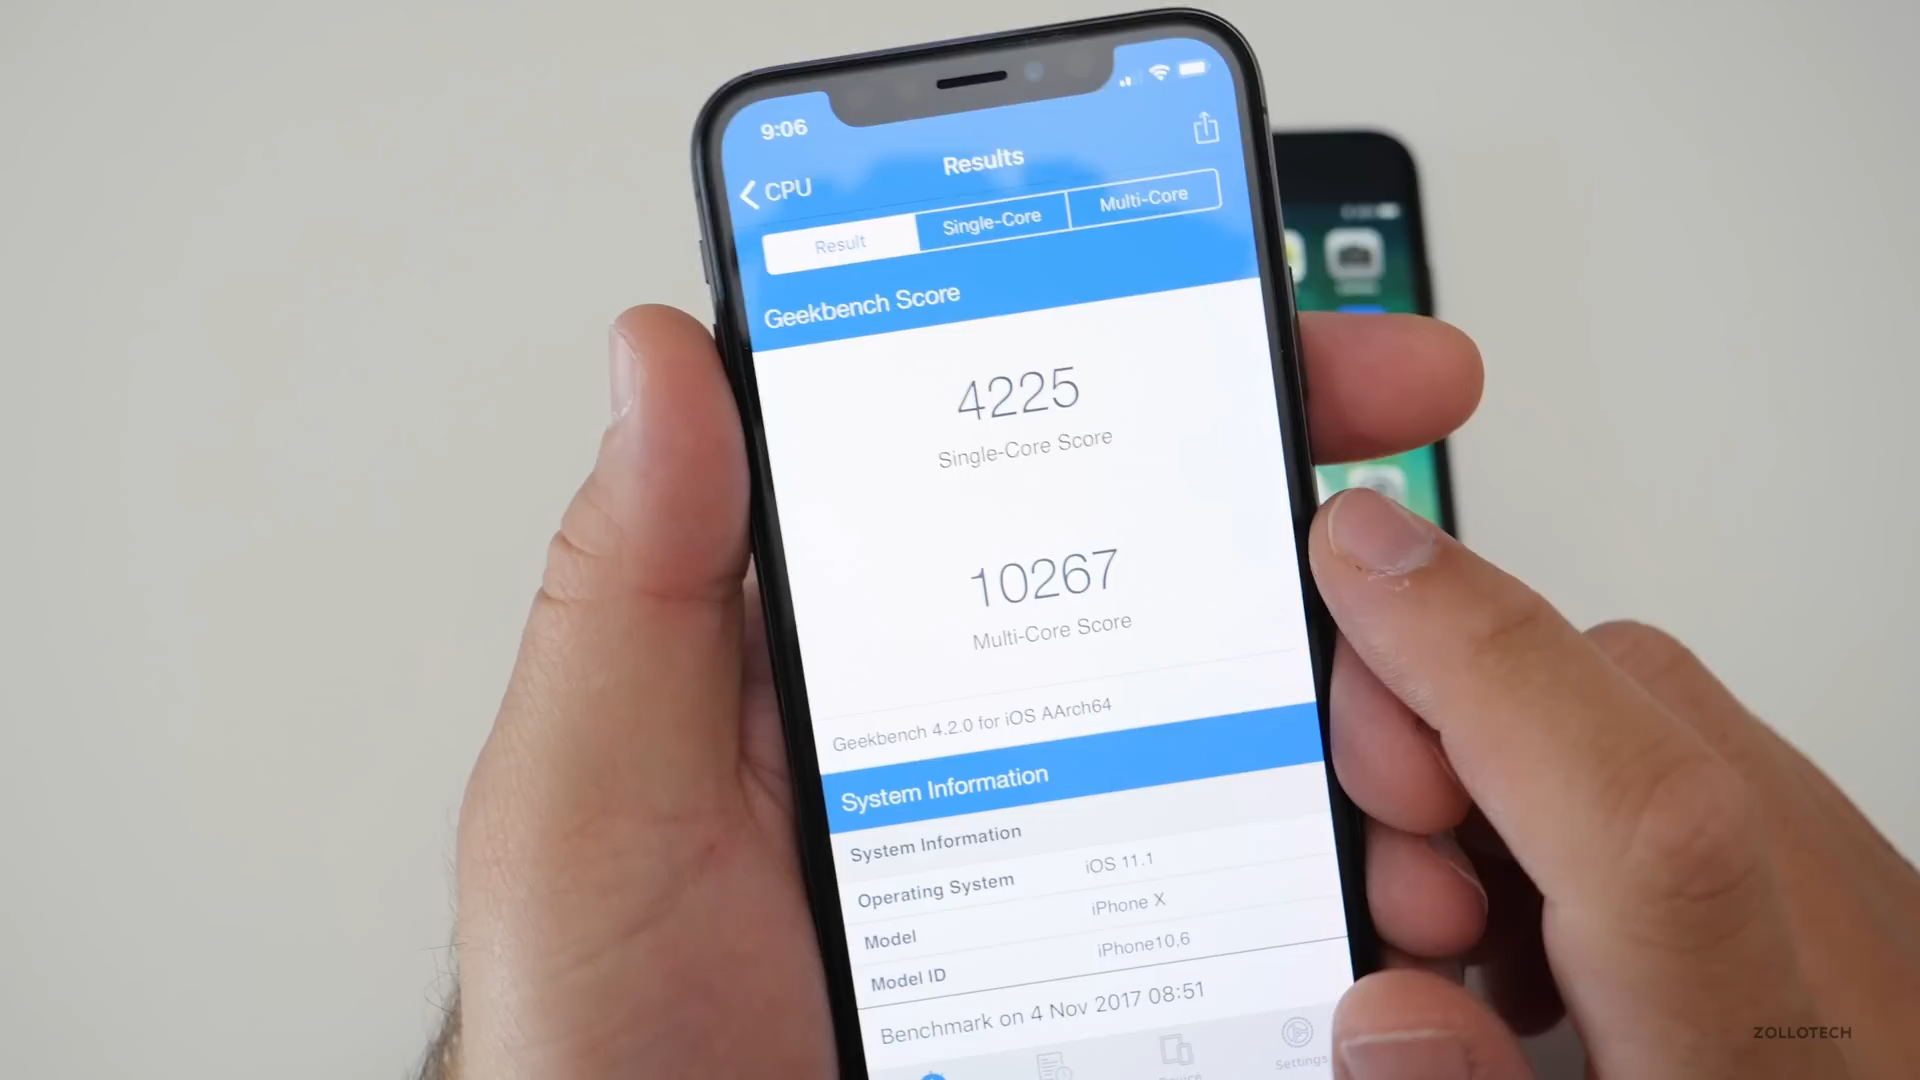 9:06
CPU
Results
Result Single-Core Multi-Core
Geekbench Score
4225
Single-Core Score
10267
Multi-Core Score
Geekbench 4.2.0 for iOS AArch64
System Information
System Information
Operating System iOS 11.1
Model iPhone X
Model ID iPhone10,6
Benchmark on 4 Nov 2017 08:51
Settings
ZOLLOTECH